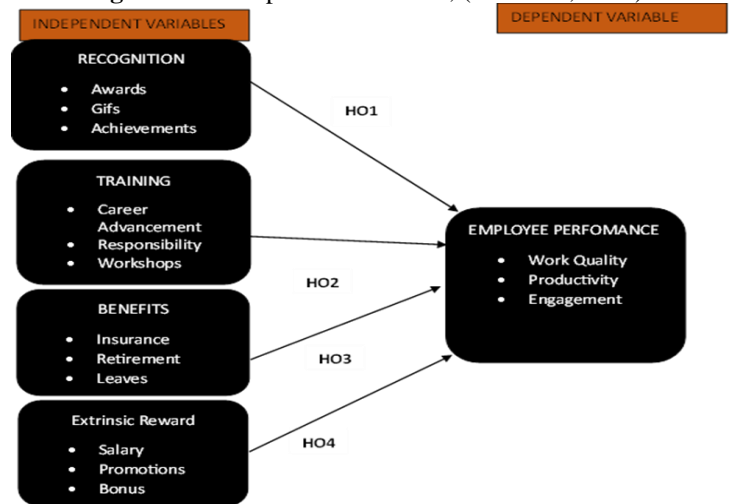 INDEPENDENT VARIABLES
DEPENDENT VARIABLE
RECOGNITION
• Awards
• Gifs
• Achievements
HO1
TRAINING
• Career
Advancement
• Responsibility
• Workshops
HO2
BENEFITS
• Insurance
• Retirement
• Leaves
HO3
Extrinsic Reward
• Salary
• Promotions
• Bonus
HO4
EMPLOYEE PERFOMANCE
• Work Quality
• Productivity
• Engagement